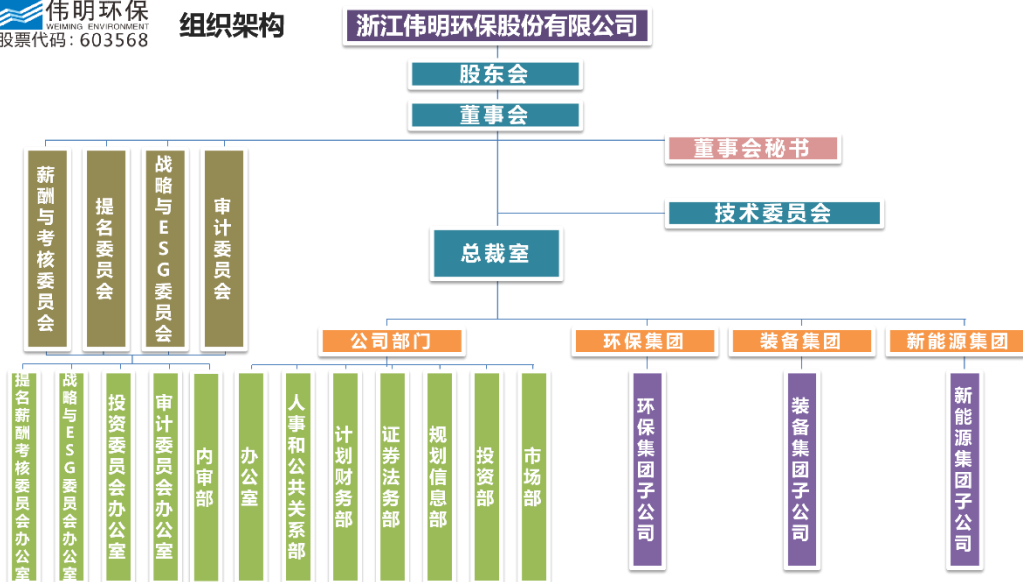 伟明环保
WEIMING ENVIRONMENT
股票代码：603568
组织架构
浙江伟明环保股份有限公司
股东会
董事会
董事会秘书
技术委员会
总裁室
薪酬与考核委员会
提名委员会
战略与ESG委员会
审计委员会
公司部门
环保集团
装备集团
新能源集团
提名薪酬考核委员会办公室
战略与ESG委员会办公室
投资委员会办公室
审计委员会办公室
内审部
办公室
人事和公共关系部
计划财务部
证券法务部
规划信息部
投资部
市场部
环保集团子公司
装备集团子公司
新能源集团子公司